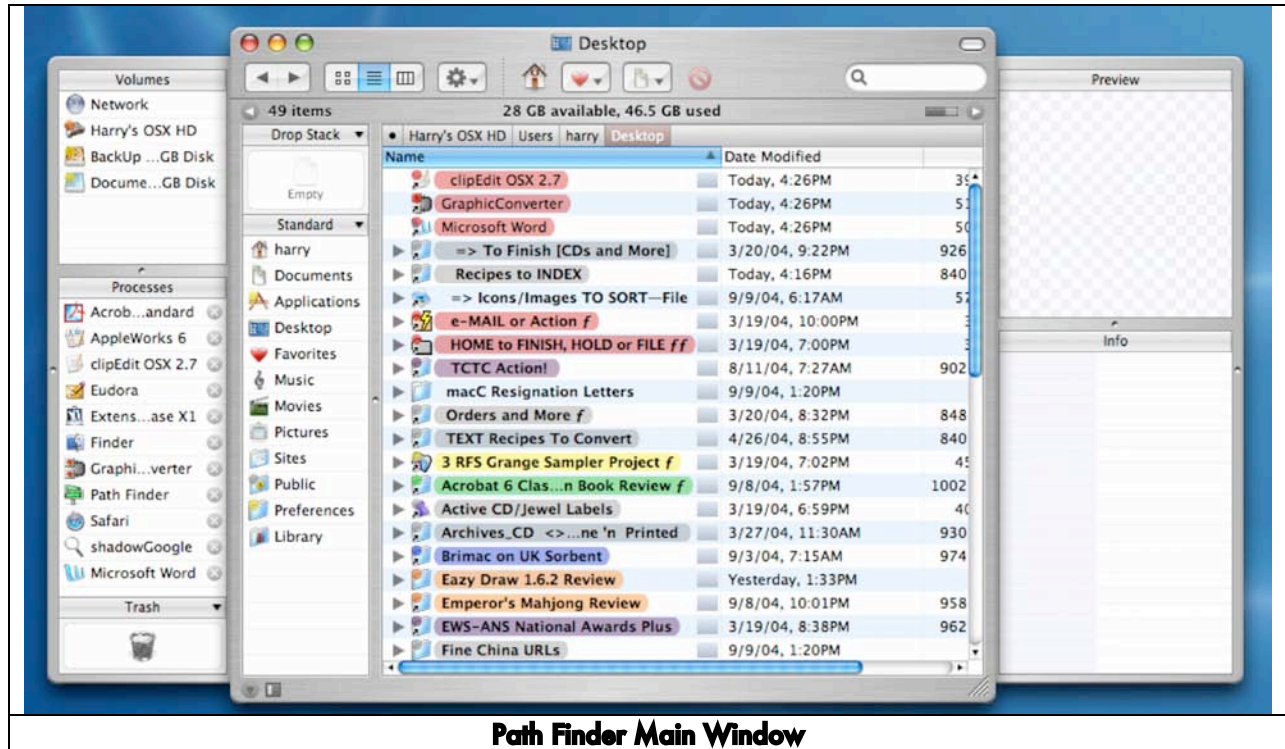 Desktop
49 items
28 GB available, 46.5 GB used
Volumes
Network
Harry's OSX HD
BackUp ...GB Disk
Docume...GB Disk
Processes
Acrob...andard
AppleWorks 6
clipEdit OSX 2.7
Eudora
Extens...ase X1
Finder
Graphi...verter
Path Finder
Safari
shadowGoogle
Microsoft Word
Trash
Drop Stack
Empty
Standard
harry
Documents
Applications
Desktop
Favorites
Music
Movies
Pictures
Sites
Public
Preferences
Library
• Harry's OSX HD Users harry Desktop
Name Date Modified
clipEdit OSX 2.7 Today, 4:26PM
GraphicConverter Today, 4:26PM
Microsoft Word Today, 4:26PM
=> To Finish [CDs and More] 3/20/04, 9:22PM 926
Recipes to INDEX Today, 4:16PM 840
=> Icons/Images TO SORT—File 9/9/04, 6:17AM
e-MAIL or Action ƒ 3/19/04, 10:00PM
HOME to FINISH, HOLD or FILE ƒƒ 3/19/04, 7:00PM
TCTC Action! 8/11/04, 7:27AM 902
macC Resignation Letters 9/9/04, 1:20PM
Orders and More ƒ 3/20/04, 8:32PM 848
TEXT Recipes To Convert 4/26/04, 8:55PM 840
3 RFS Grange Sampler Project ƒ 3/19/04, 7:02PM
Acrobat 6 Clas...n Book Review ƒ 9/8/04, 1:57PM 1002
Active CD/Jewel Labels 3/19/04, 6:59PM
Archives_CD <>...ne 'n Printed 3/27/04, 11:30AM 930
Brimac on UK Sorbent 9/3/04, 7:15AM 974
Eazy Draw 1.6.2 Review Yesterday, 1:33PM
Emperor's Mahjong Review 9/8/04, 10:01PM 958
EWS-ANS National Awards Plus 3/19/04, 8:38PM 962
Fine China URLs 9/9/04, 1:20PM
Preview
Info
Path Finder Main Window